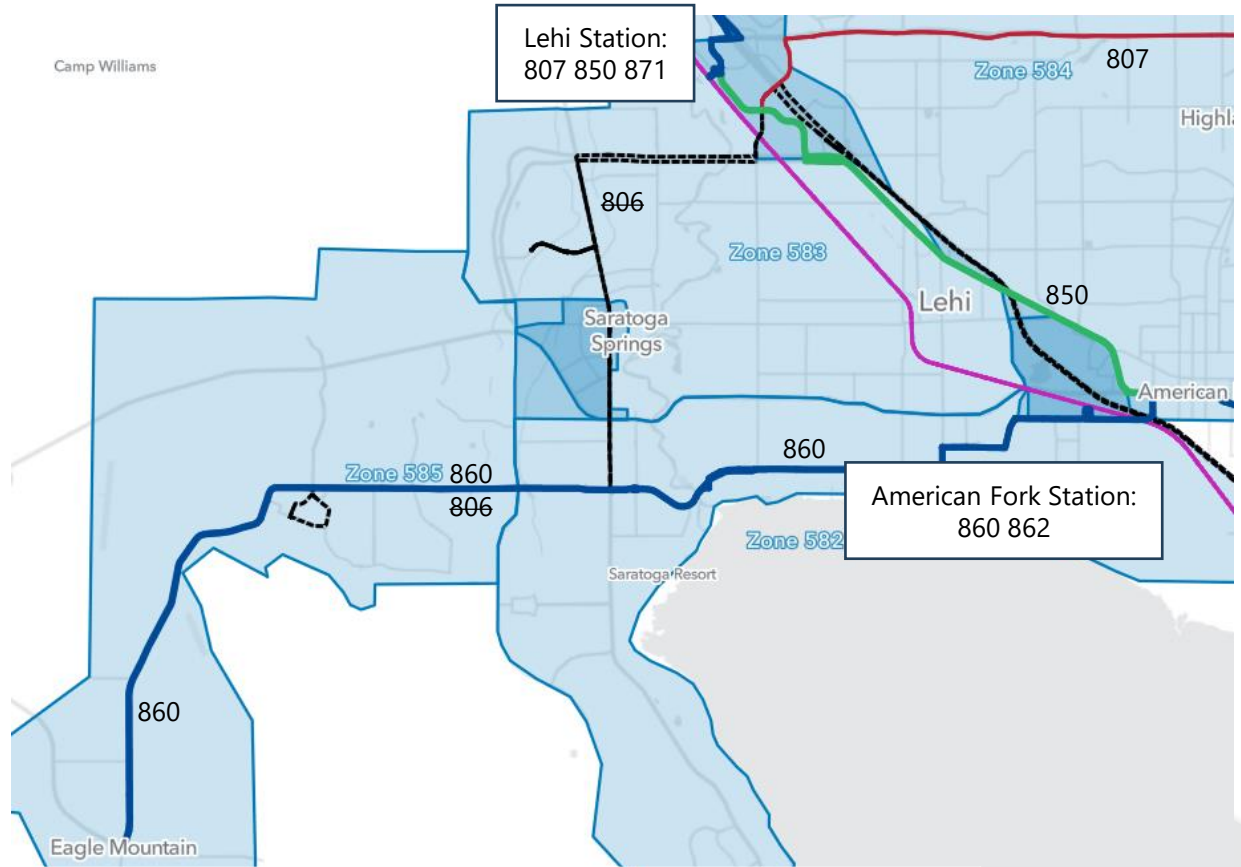 Lehi Station:
807 850 871
Camp Williams
Zone 584
807
Highla
806
Zone 583
Lehi
850
Saratoga
Springs
American
860
Zone 585
860
806
American Fork Station:
860 862
Zone 582
Saratoga Resort
860
Eagle Mountain